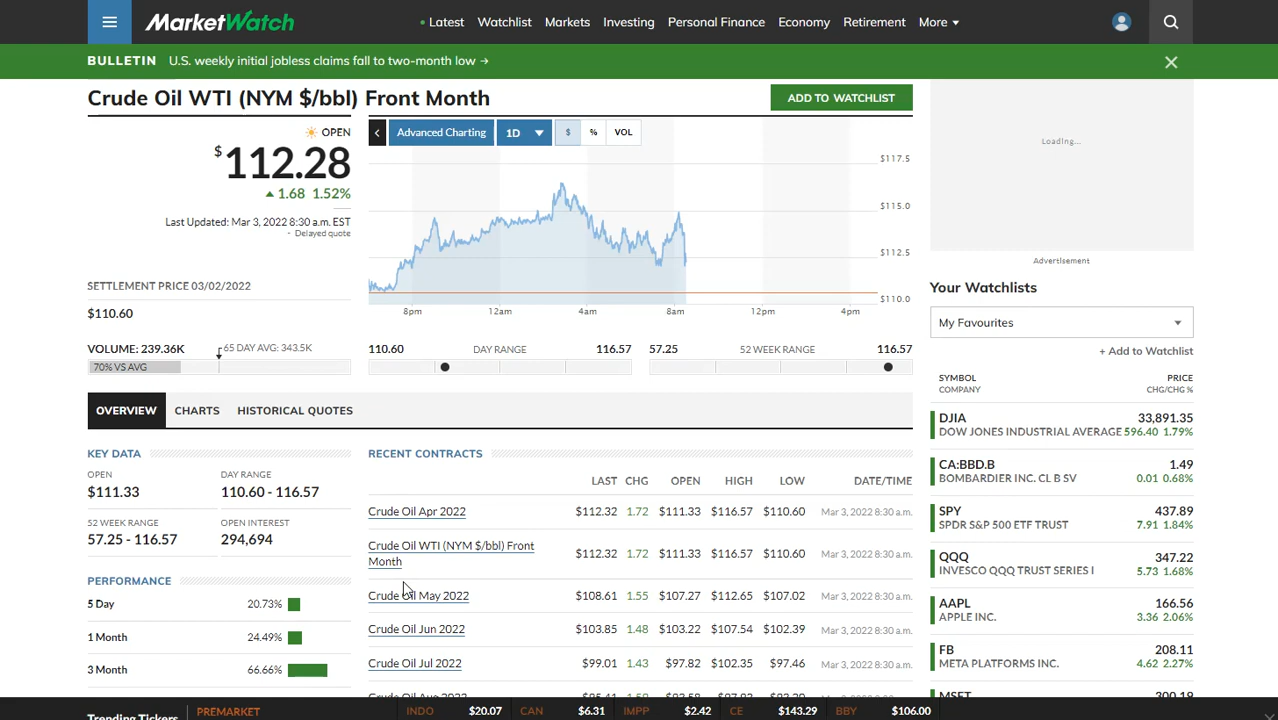 MarketWatch
Latest Watchlist Markets Investing Personal Finance Economy Retirement More
BULLETIN U.S. weekly initial jobless claims fall to two-month low →
Crude Oil WTI (NYM $/bbl) Front Month
ADD TO WATCHLIST
OPEN
$112.28
1.68 1.52%
Last Updated: Mar 3, 2022 8:30 a.m. EST
- Delayed quote
SETTLEMENT PRICE 03/02/2022
$110.60
VOLUME: 239.36K 65 DAY AVG: 343.5K
70% VS AVG
Advanced Charting 1D $ % VOL
$117.5
$115.0
$112.5
$110.0
8pm 12am 4am 8am 12pm 4pm
110.60 DAY RANGE 116.57
57.25 52 WEEK RANGE 116.57
OVERVIEW CHARTS HISTORICAL QUOTES
KEY DATA
OPEN DAY RANGE
$111.33 110.60 - 116.57
52 WEEK RANGE OPEN INTEREST
57.25 - 116.57 294,694
PERFORMANCE
5 Day 20.73%
1 Month 24.49%
3 Month 66.66%
RECENT CONTRACTS
LAST CHG OPEN HIGH LOW DATE/TIME
Crude Oil Apr 2022 $112.32 1.72 $111.33 $116.57 $110.60 Mar 3, 2022 8:30 a.m.
Crude Oil WTI (NYM $/bbl) Front
Month $112.32 1.72 $111.33 $116.57 $110.60 Mar 3, 2022 8:30 a.m.
Crude Oil May 2022 $108.61 1.55 $107.27 $112.65 $107.02 Mar 3, 2022 8:30 a.m.
Crude Oil Jun 2022 $103.85 1.48 $103.22 $107.54 $102.39 Mar 3, 2022 8:30 a.m.
Crude Oil Jul 2022 $99.01 1.43 $97.82 $102.35 $97.46 Mar 3, 2022 8:30 a.m.
Crude Oil Aug 2022
Loading...
Advertisement
Your Watchlists
My Favourites
+ Add to Watchlist
SYMBOL PRICE
COMPANY CHG/CHG %
DJIA 33,891.35
DOW JONES INDUSTRIAL AVERAGE 596.40 1.79%
CA:BBD.B 1.49
BOMBARDIER INC. CL B SV 0.01 0.68%
SPY 437.89
SPDR S&P 500 ETF TRUST 7.91 1.84%
QQQ 347.22
INVESCO QQQ TRUST SERIES I 5.73 1.68%
AAPL 166.56
APPLE INC. 3.36 2.06%
FB 208.11
META PLATFORMS INC. 4.62 2.27%
MSFT 300.19
Trending Tickers PREMARKET INDO $20.07 CAN $6.31 IMPP $2.42 CE $143.29 BBY $106.00